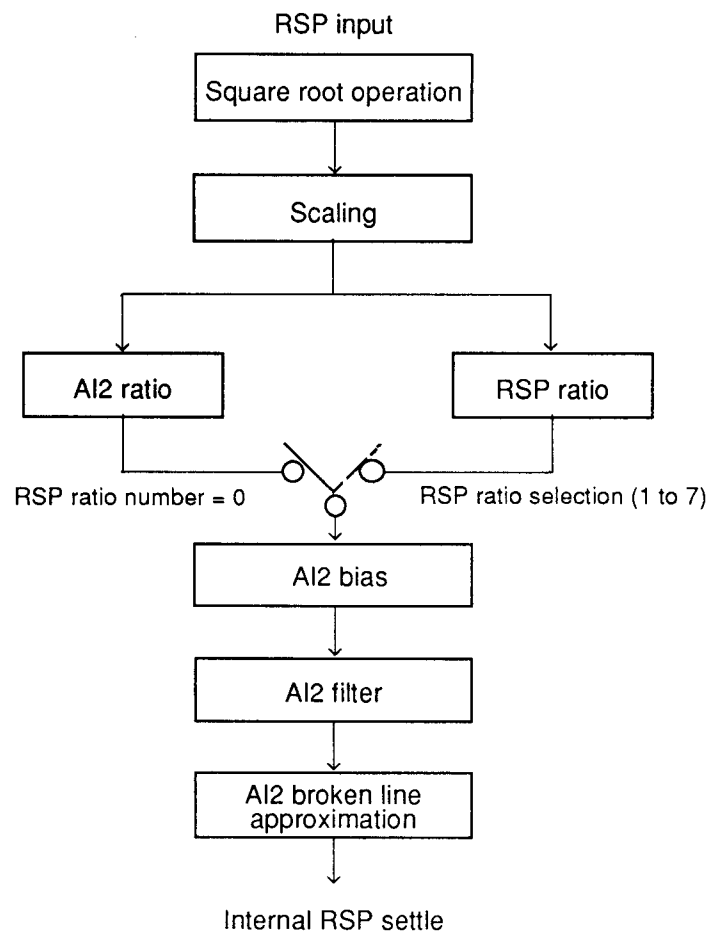 RSP input
Square root operation
Scaling
AI2 ratio
RSP ratio
RSP ratio number = 0
RSP ratio selection (1 to 7)
AI2 bias
AI2 filter
AI2 broken line
approximation
Internal RSP settle